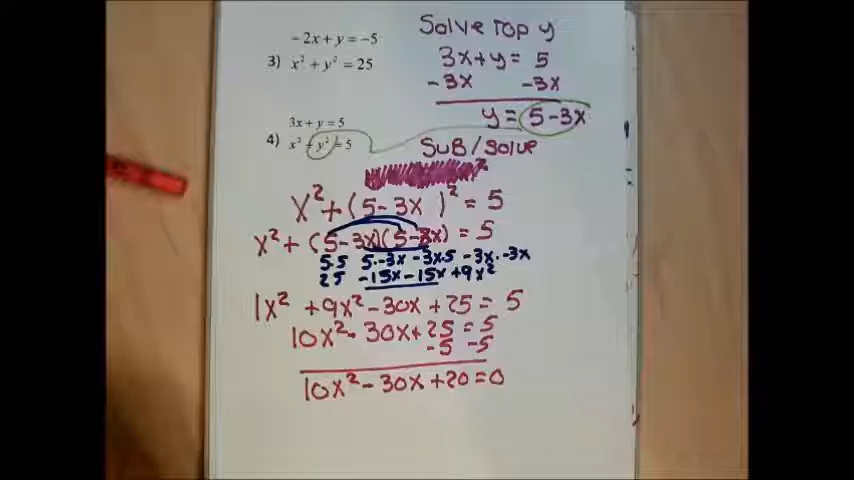 -2x + y = -5
3) x² + y² = 25
3x + y = 5
4) x² + y² = 5
Solve Top y
3x + y = 5
-3x -3x
y = 5-3x
SUB/Solve
x² + (5-3x )² = 5
x² + (5-3x)(5-3x) = 5
5·5 5·-3x -3x·5 -3x·-3x
25 -15x -15x +9x²
1x² +9x² -30x +25 = 5
10x² - 30x + 25 = 5
-5 -5
10x² - 30x + 20 = 0